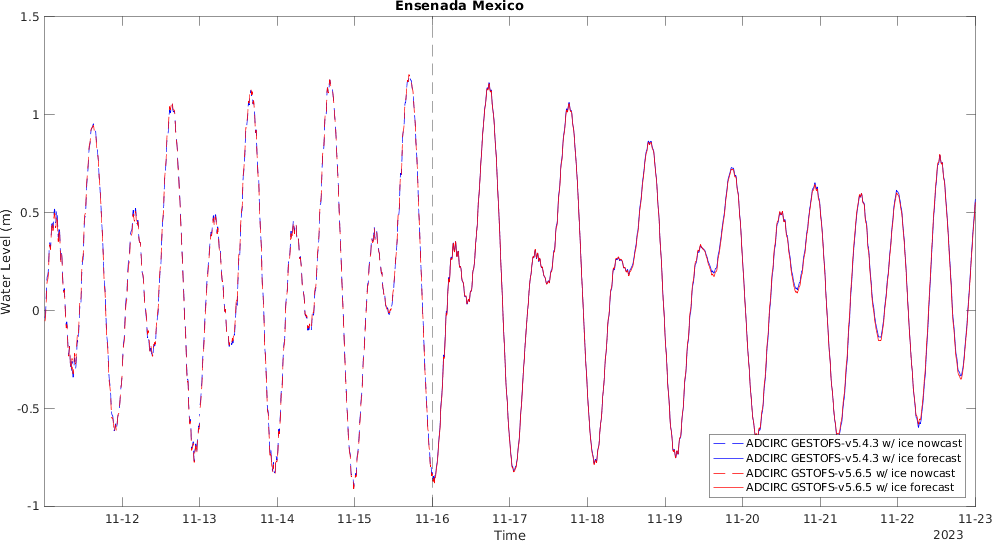 Ensenada Mexico
1.5
1
0.5
0
-0.5
-1
Water Level (m)
11-12
11-13
11-14
11-15
11-16
11-17
11-18
11-19
11-20
11-21
11-22
11-23
Time
2023
ADCIRC GESTOFS-v5.4.3 w/ ice nowcast
ADCIRC GESTOFS-v5.4.3 w/ ice forecast
ADCIRC GSTOFS-v5.6.5 w/ ice nowcast
ADCIRC GSTOFS-v5.6.5 w/ ice forecast